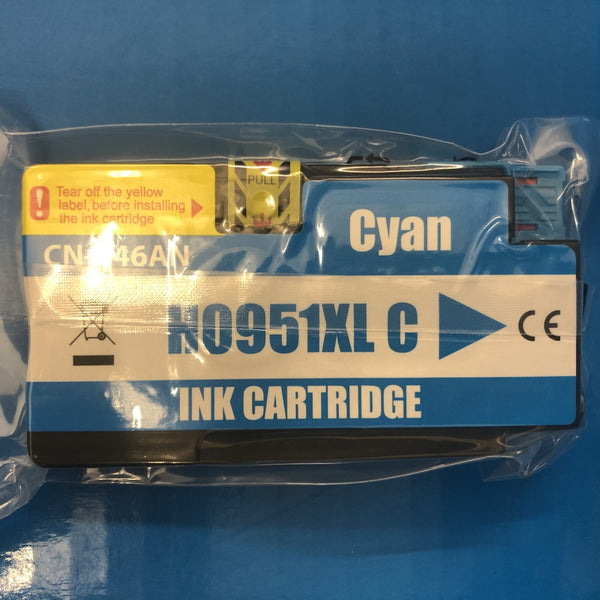 Tear off the yellow
label, before installing
the ink cartridge
PULL
Cyan
H0951XL C
CE
INK CARTRIDGE